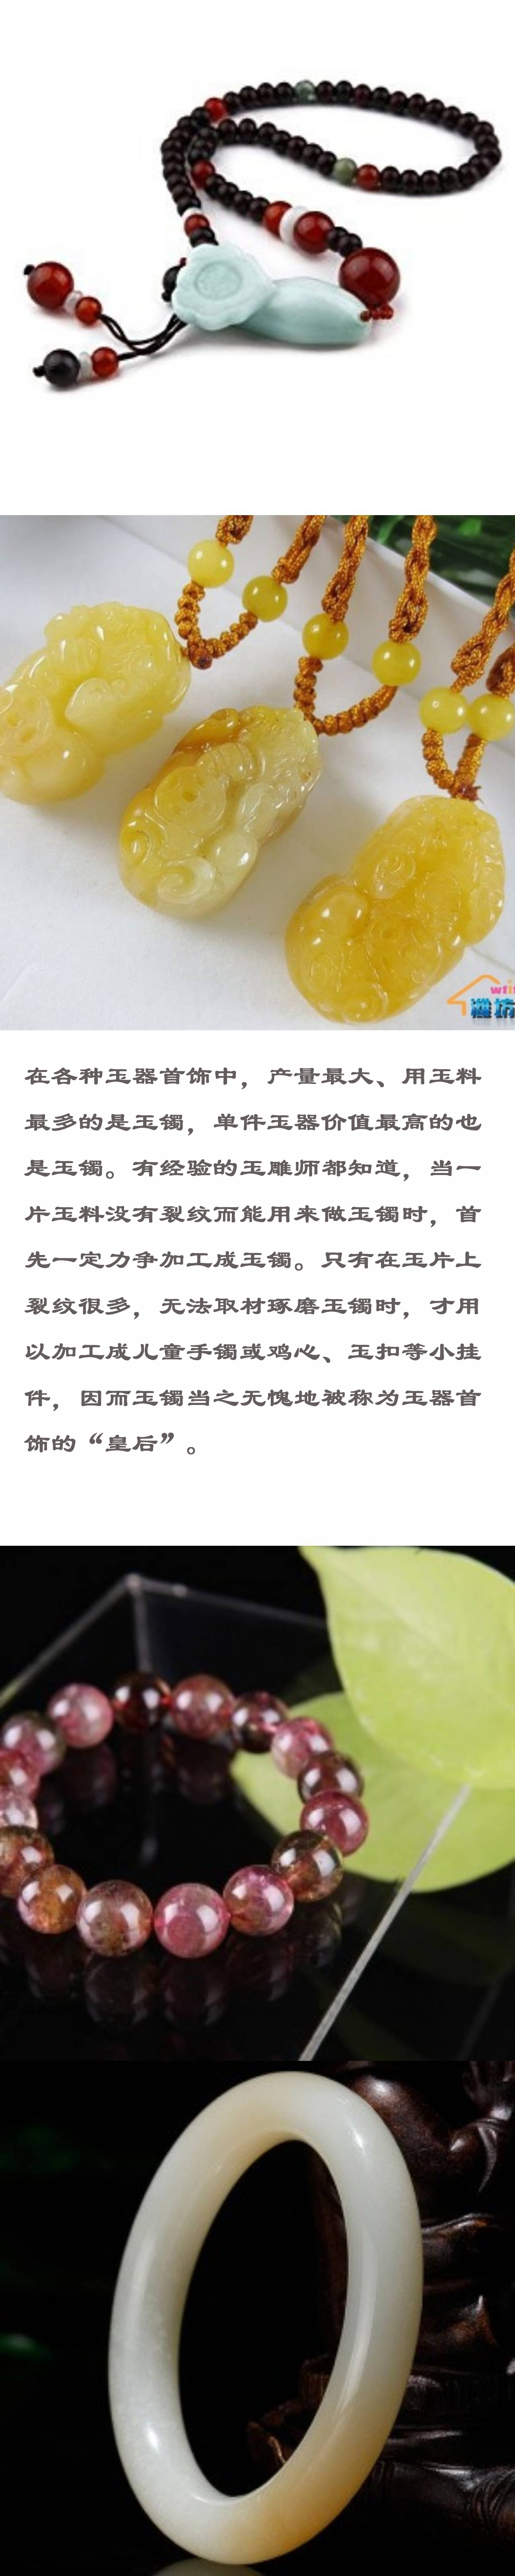 wfi
潍坊
在各种玉器首饰中，产量最大、用玉料
最多的是玉镯，单件玉器价值最高的也
是玉镯。有经验的玉雕师都知道，当一
片玉料没有裂纹而能用来做玉镯时，首
先一定力争加工成玉镯。只有在玉片上
裂纹很多，无法取材琢磨玉镯时，才用
以加工成儿童手镯或鸡心、玉扣等小挂
件，因而玉镯当之无愧地被称为玉器首
饰的“皇后”。